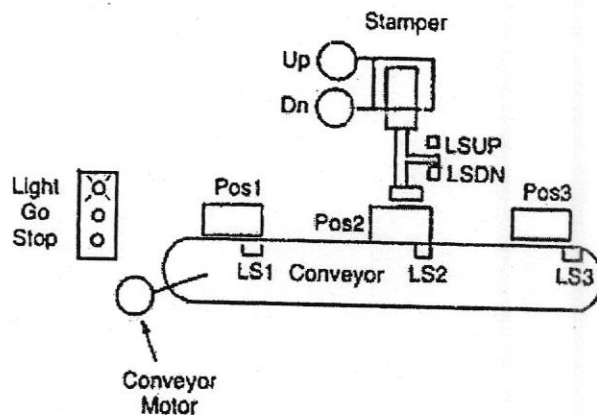 Stamper
Up
Dn
LSUP
LSDN
Light
Go
Stop
Pos1
Pos2
Pos3
LS1
Conveyor
LS2
LS3
Conveyor
Motor